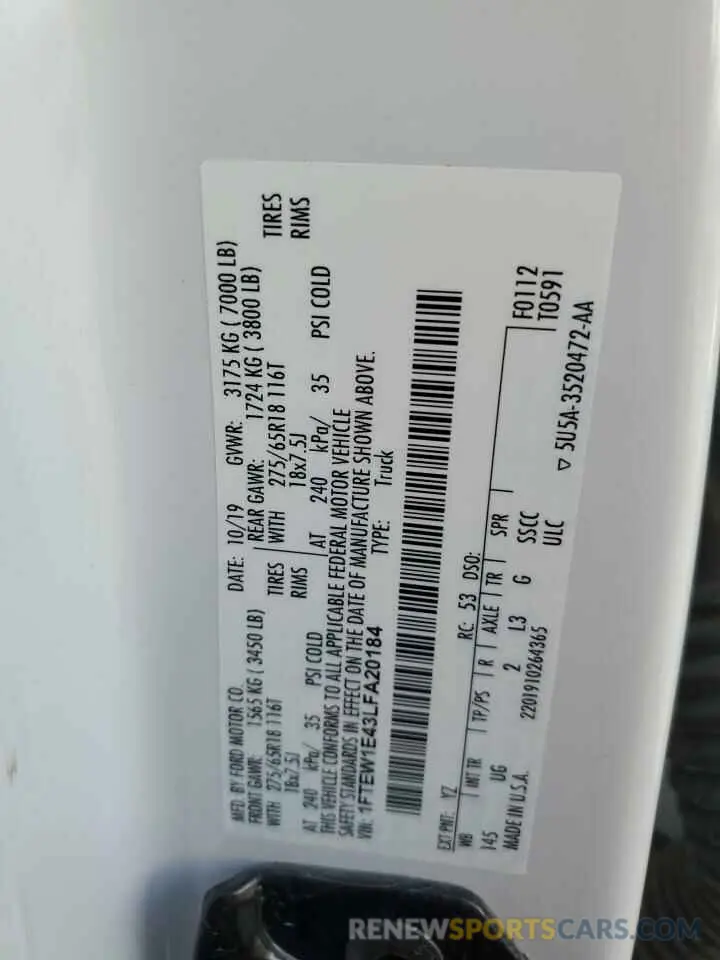 MFD. BY FORD MOTOR CO.
DATE: 10/19 GVWR: 3175 KG ( 7000 LB)
FRONT GAWR: 1565 KG ( 3450 LB) REAR GAWR: 1724 KG ( 3800 LB)
WITH 275/65R18 116T TIRES WITH 275/65R18 116T TIRES
18x7.5J RIMS 18x7.5J RIMS
AT 240 kPa/ 35 PSI COLD AT 240 kPa/ 35 PSI COLD
THIS VEHICLE CONFORMS TO ALL APPLICABLE FEDERAL MOTOR VEHICLE
SAFETY STANDARDS IN EFFECT ON THE DATE OF MANUFACTURE SHOWN ABOVE.
VIN: 1FTEW1E43LFA20184 TYPE: Truck
EXT PNT: YZ RC: 53 DSO: F0112
T0591
WB INT TR TP/PS R AXLE TR SPR
145 UG 2 L3 G SSCC
MADE IN U.S.A. 2201910264365 ULC
▽ 5U5A-3520472-AA
RENEWSPORTSCARS.COM